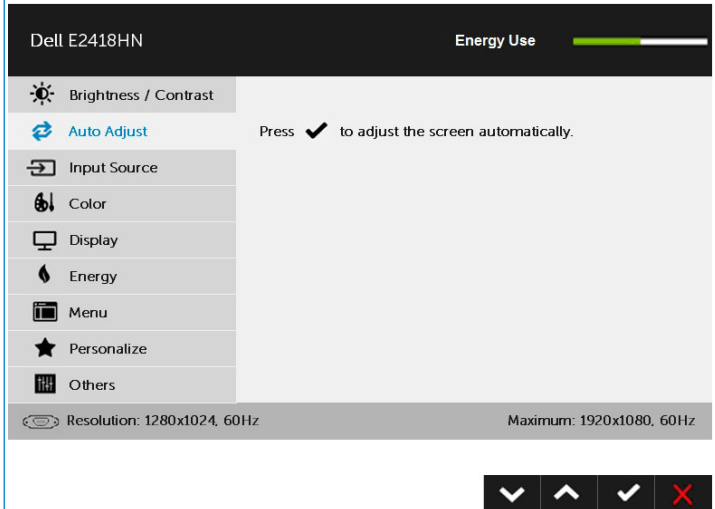 Dell E2418HN
Energy Use
Brightness / Contrast
Auto Adjust
Press ✔ to adjust the screen automatically.
Input Source
Color
Display
Energy
Menu
Personalize
Others
Resolution: 1280x1024, 60Hz
Maximum: 1920x1080, 60Hz